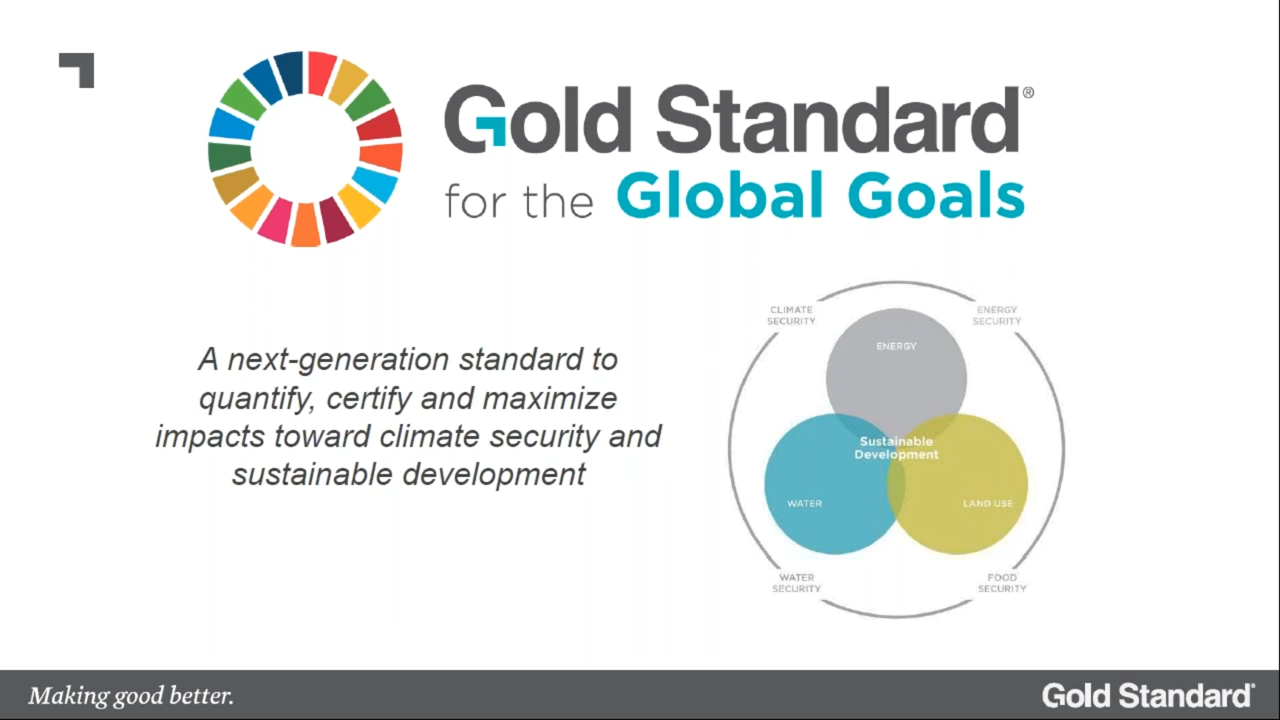 Gold Standard®
for the Global Goals
A next-generation standard to
quantify, certify and maximize
impacts toward climate security and
sustainable development
CLIMATE
SECURITY
ENERGY
SECURITY
ENERGY
Sustainable
Development
WATER
LAND USE
WATER
SECURITY
FOOD
SECURITY
Making good better.
Gold Standard®